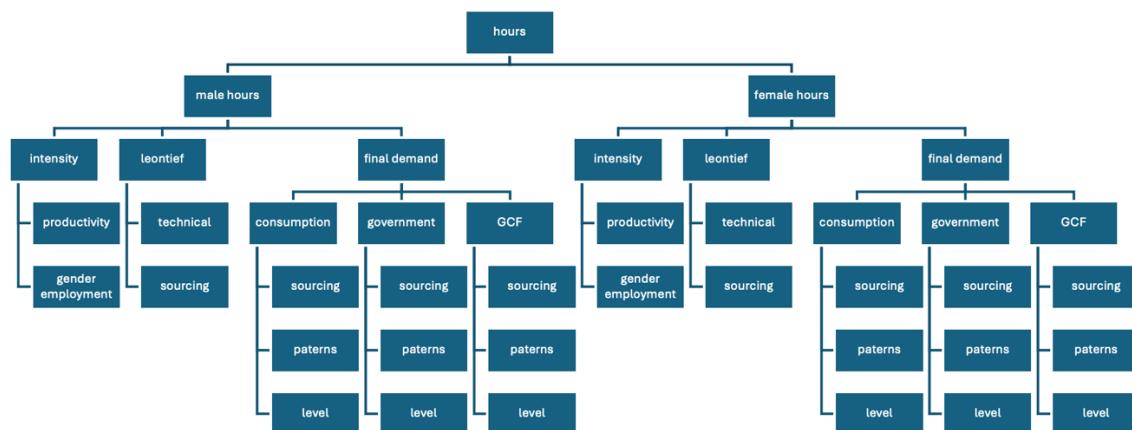 hours
male hours
female hours
intensity
leontief
final demand
intensity
leontief
final demand
productivity
technical
consumption
government
GCF
productivity
technical
consumption
government
GCF
gender
employment
sourcing
sourcing
sourcing
sourcing
gender
employment
sourcing
sourcing
sourcing
sourcing
paterns
paterns
paterns
paterns
paterns
paterns
level
level
level
level
level
level